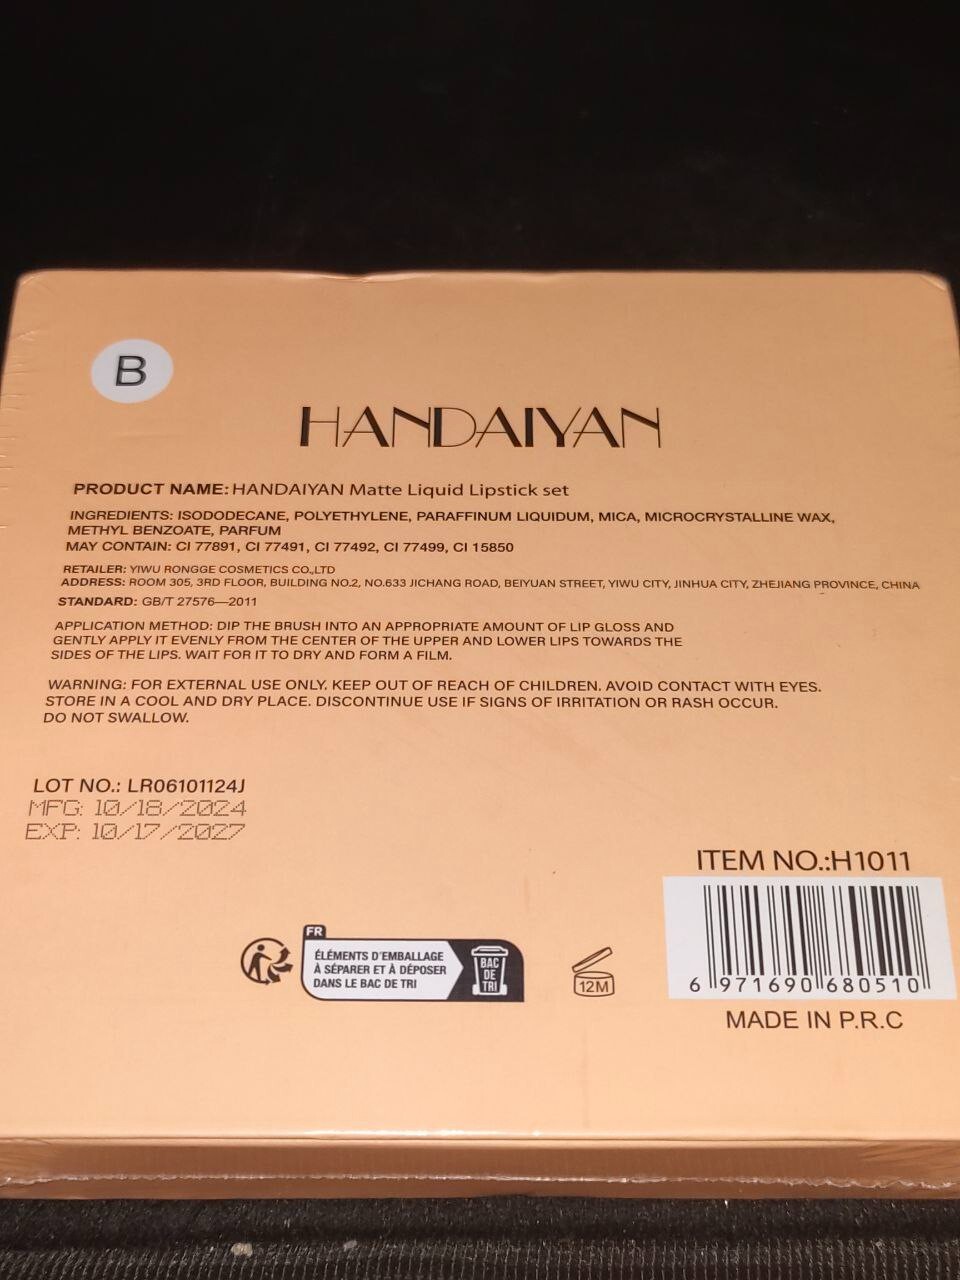 B
HANDAIYAN
PRODUCT NAME: HANDAIYAN Matte Liquid Lipstick set
INGREDIENTS: ISODODECANE, POLYETHYLENE, PARAFFINUM LIQUIDUM, MICA, MICROCRYSTALLINE WAX,
METHYL BENZOATE, PARFUM
MAY CONTAIN: CI 77891, CI 77491, CI 77492, CI 77499, CI 15850
RETAILER: YIWU RONGGE COSMETICS CO.,LTD
ADDRESS: ROOM 305, 3RD FLOOR, BUILDING NO.2, NO.633 JICHANG ROAD, BEIYUAN STREET, YIWU CITY, JINHUA CITY, ZHEJIANG PROVINCE, CHINA
STANDARD: GB/T 27576—2011
APPLICATION METHOD: DIP THE BRUSH INTO AN APPROPRIATE AMOUNT OF LIP GLOSS AND
GENTLY APPLY IT EVENLY FROM THE CENTER OF THE UPPER AND LOWER LIPS TOWARDS THE
SIDES OF THE LIPS. WAIT FOR IT TO DRY AND FORM A FILM.
WARNING: FOR EXTERNAL USE ONLY. KEEP OUT OF REACH OF CHILDREN. AVOID CONTACT WITH EYES.
STORE IN A COOL AND DRY PLACE. DISCONTINUE USE IF SIGNS OF IRRITATION OR RASH OCCUR.
DO NOT SWALLOW.
LOT NO.: LR06101124J
MFG: 10/18/2024
EXP: 10/17/2027
ITEM NO.:H1011
6 971690 680510
MADE IN P.R.C
FR
ÉLÉMENTS D'EMBALLAGE
À SÉPARER ET À DÉPOSER
DANS LE BAC DE TRI
BAC
DE
TRI
12M